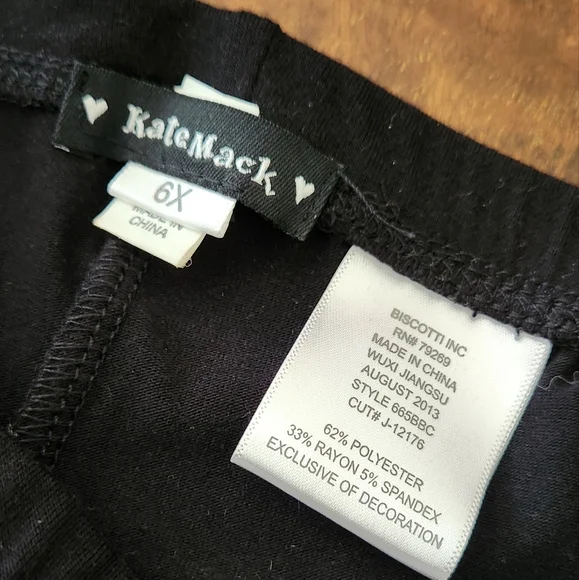 KateMack
6X
MADE IN
CHINA
BISCOTTI INC
RN# 79269
MADE IN CHINA
WUXI JIANGSU
AUGUST 2013
STYLE 665B8C
CUT# J-12176
62% POLYESTER
33% RAYON 5% SPANDEX
EXCLUSIVE OF DECORATION